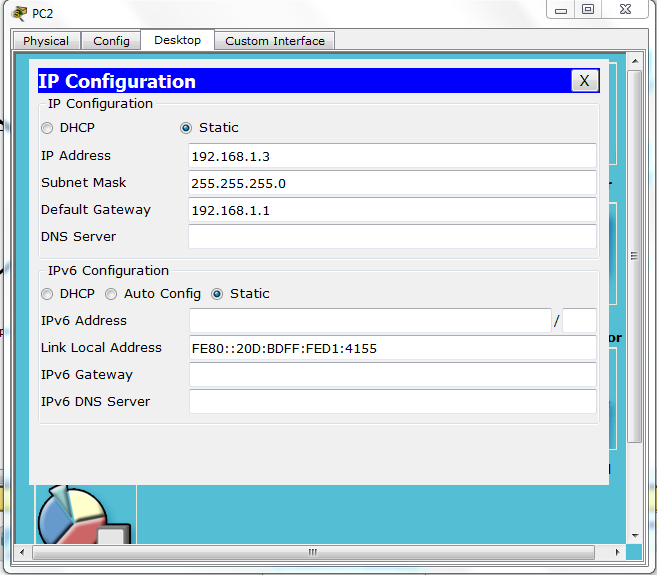 PC2
Physical Config Desktop Custom Interface
IP Configuration X
IP Configuration
DHCP Static
IP Address 192.168.1.3
Subnet Mask 255.255.255.0
Default Gateway 192.168.1.1
DNS Server
IPv6 Configuration
DHCP Auto Config Static
IPv6 Address /
Link Local Address FE80::20D:BDFF:FED1:4155
IPv6 Gateway
IPv6 DNS Server